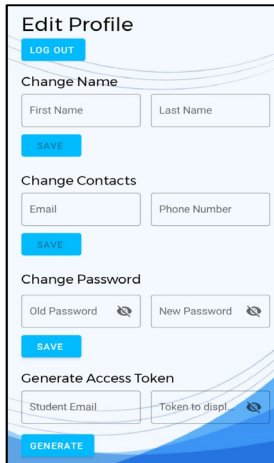 Edit Profile
LOG OUT
Change Name
First Name Last Name
SAVE
Change Contacts
Email Phone Number
SAVE
Change Password
Old Password New Password
SAVE
Generate Access Token
Student Email Token to displ...
GENERATE